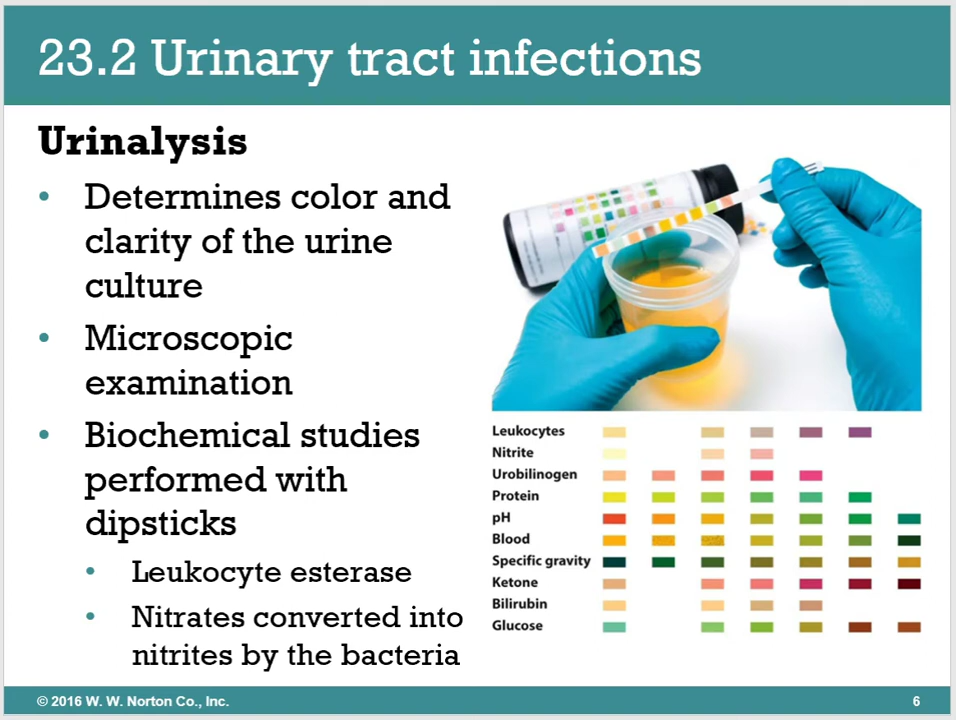 23.2 Urinary tract infections
Urinalysis
• Determines color and
clarity of the urine
culture
• Microscopic
examination
• Biochemical studies
performed with
dipsticks
• Leukocyte esterase
• Nitrates converted into
nitrites by the bacteria
Leukocytes
Nitrite
Urobilinogen
Protein
pH
Blood
Specific gravity
Ketone
Bilirubin
Glucose
© 2016 W. W. Norton Co., Inc.
6